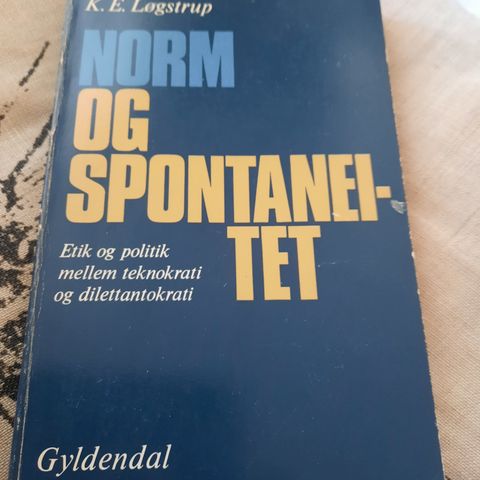 K. E. Løgstrup
NORM
OG
SPONTANEI-
TET
Etik og politik
mellem teknokrati
og dilettantokrati
Gyldendal